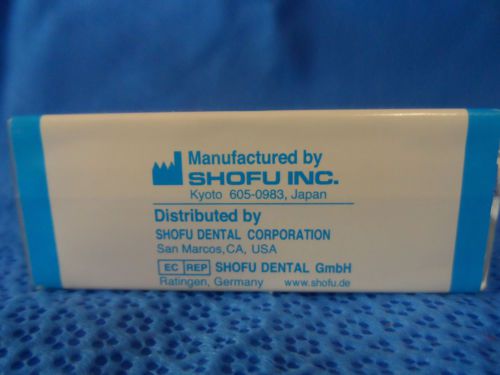 Manufactured by
SHOFU INC.
Kyoto 605-0983, Japan
Distributed by
SHOFU DENTAL CORPORATION
San Marcos,CA, USA
EC REP SHOFU DENTAL GmbH
Ratingen, Germany www.shofu.de